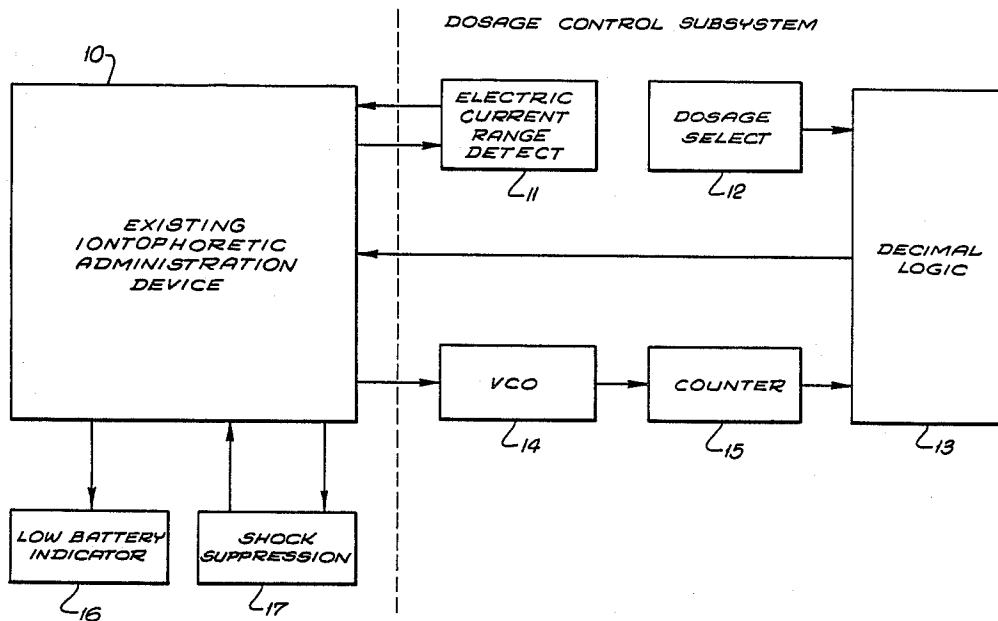 DOSAGE CONTROL SUBSYSTEM
10
EXISTING
IONTOPHORETIC
ADMINISTRATION
DEVICE
ELECTRIC
CURRENT
RANGE
DETECT
11
DOSAGE
SELECT
12
DECIMAL
LOGIC
13
VCO
14
COUNTER
15
LOW BATTERY
INDICATOR
16
SHOCK
SUPPRESSION
17